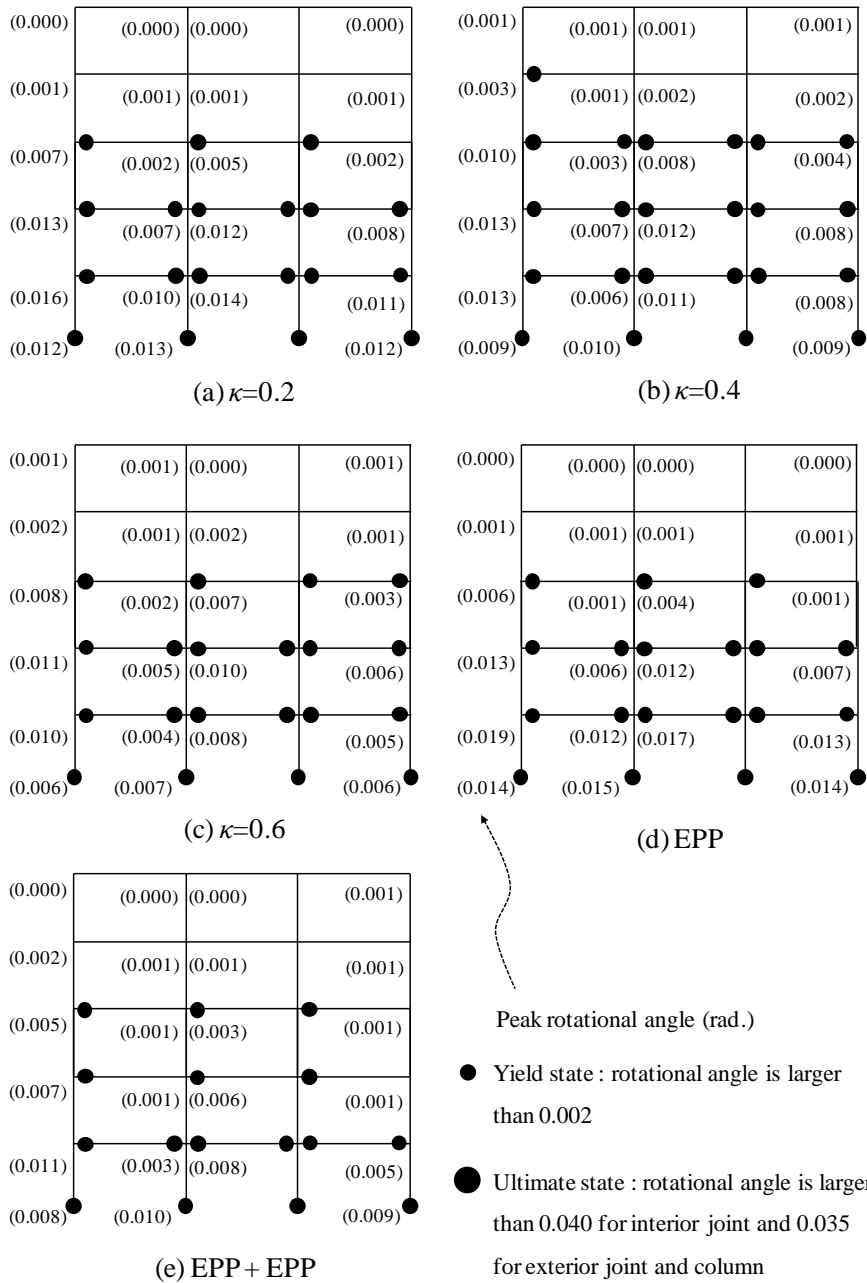 (0.000) (0.000) (0.000) (0.000)
(0.001) (0.001) (0.001) (0.001)
(0.007) (0.002) (0.005) (0.002)
(0.013) (0.007) (0.012) (0.008)
(0.016) (0.010) (0.014) (0.011)
(0.012) (0.013) (0.012)
(a) κ=0.2
(0.001) (0.001) (0.001) (0.001)
(0.003) (0.001) (0.002) (0.002)
(0.010) (0.003) (0.008) (0.004)
(0.013) (0.007) (0.012) (0.008)
(0.013) (0.006) (0.011) (0.008)
(0.009) (0.010) (0.009)
(b) κ=0.4
(0.001) (0.001) (0.000) (0.001)
(0.002) (0.001) (0.002) (0.001)
(0.008) (0.002) (0.007) (0.003)
(0.011) (0.005) (0.010) (0.006)
(0.010) (0.004) (0.008) (0.005)
(0.006) (0.007) (0.006)
(c) κ=0.6
(0.000) (0.000) (0.000) (0.000)
(0.001) (0.001) (0.001) (0.001)
(0.006) (0.001) (0.004) (0.001)
(0.013) (0.006) (0.012) (0.007)
(0.019) (0.012) (0.017) (0.013)
(0.014) (0.015) (0.014)
(d) EPP
(0.000) (0.000) (0.000) (0.001)
(0.002) (0.001) (0.001) (0.001)
(0.005) (0.001) (0.003) (0.001)
(0.007) (0.001) (0.006) (0.001)
(0.011) (0.003) (0.008) (0.005)
(0.008) (0.010) (0.009)
(e) EPP + EPP
Peak rotational angle (rad.)
Yield state : rotational angle is larger
than 0.002
Ultimate state : rotational angle is larger
than 0.040 for interior joint and 0.035
for exterior joint and column